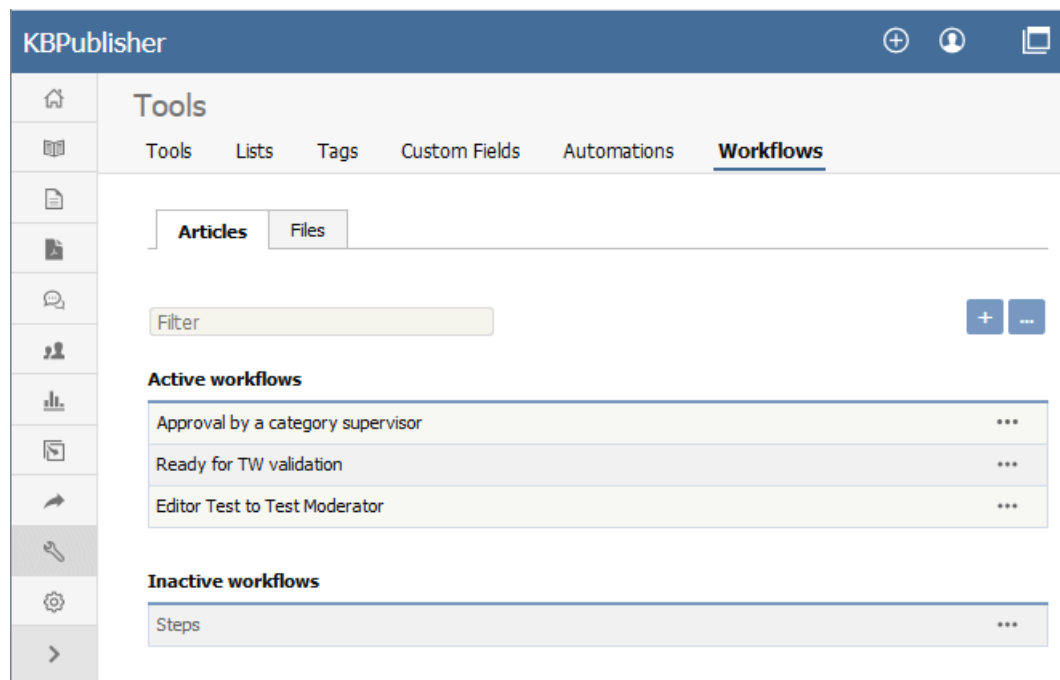 KBPublisher
Tools
Tools Lists Tags Custom Fields Automations Workflows
Articles Files
Filter
+ ...
Active workflows
Approval by a category supervisor
Ready for TW validation
Editor Test to Test Moderator
Inactive workflows
Steps